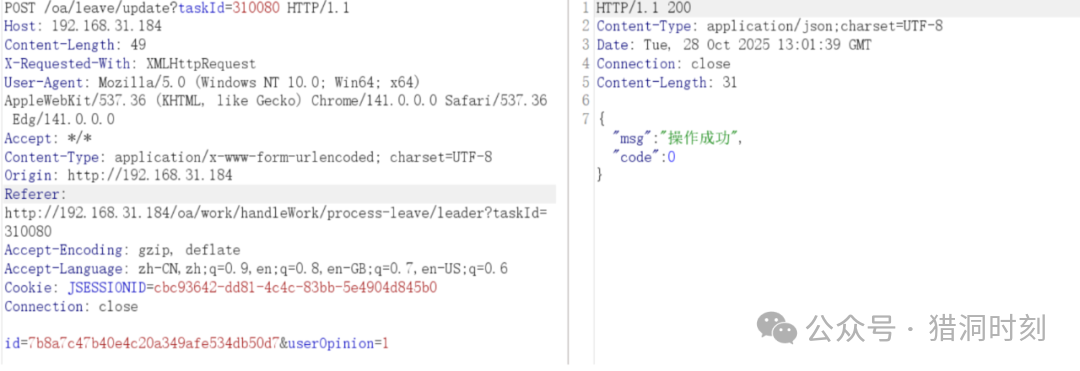 POST /oa/leave/update?taskId=310080 HTTP/1.1
Host: 192.168.31.184
Content-Length: 49
X-Requested-With: XMLHttpRequest
User-Agent: Mozilla/5.0 (Windows NT 10.0; Win64; x64)
AppleWebKit/537.36 (KHTML, like Gecko) Chrome/141.0.0.0 Safari/537.36
Edg/141.0.0.0
Accept: */*
Content-Type: application/x-www-form-urlencoded; charset=UTF-8
Origin: http://192.168.31.184
Referer:
http://192.168.31.184/oa/work/handleWork/process-leave/leader?taskId=
310080
Accept-Encoding: gzip, deflate
Accept-Language: zh-CN,zh;q=0.9,en;q=0.8,en-GB;q=0.7,en-US;q=0.6
Cookie: JSESSIONID=cbc93642-dd81-4c4c-83bb-5e4904d845b0
Connection: close
id=7b8a7c47b40e4c20a349afe534db50d7&userOpinion=1
1 HTTP/1.1 200
2 Content-Type: application/json;charset=UTF-8
3 Date: Tue, 28 Oct 2025 13:01:39 GMT
4 Connection: close
5 Content-Length: 31
6
7 {
"msg":"操作成功",
"code":0
}
公众号 · 猎洞时刻